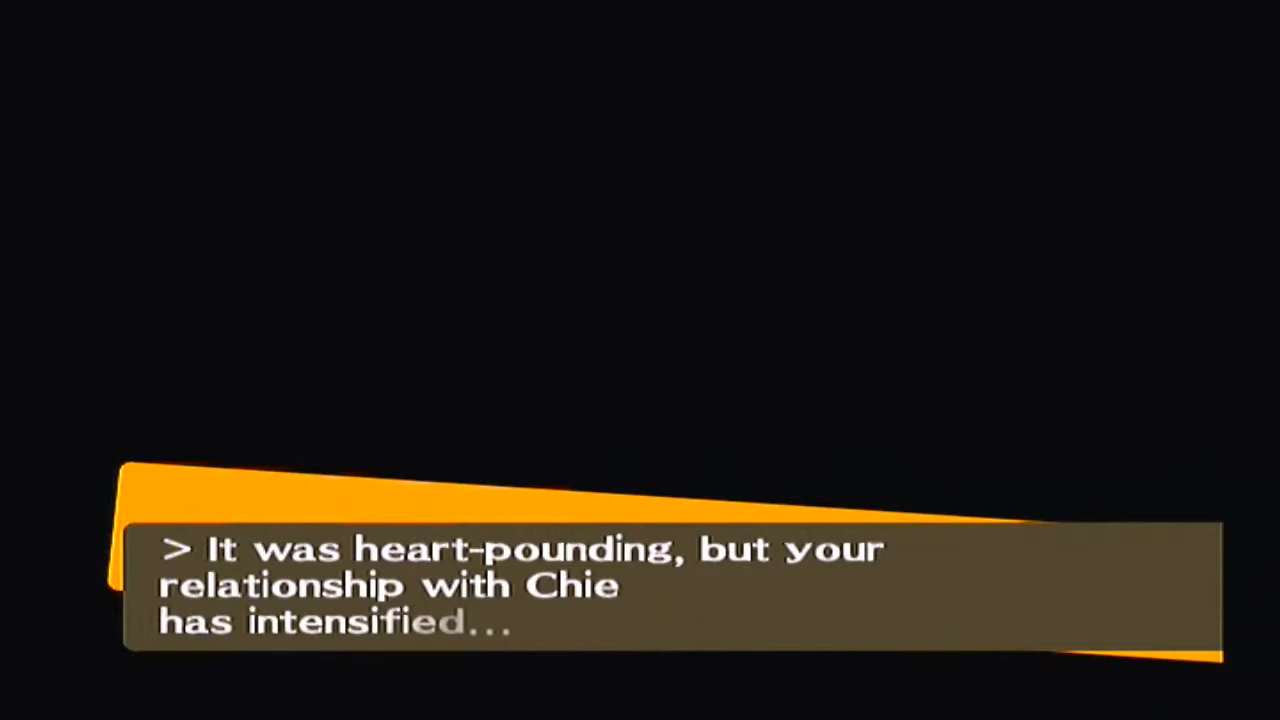 > It was heart-pounding, but your
relationship with Chie
has intensified...